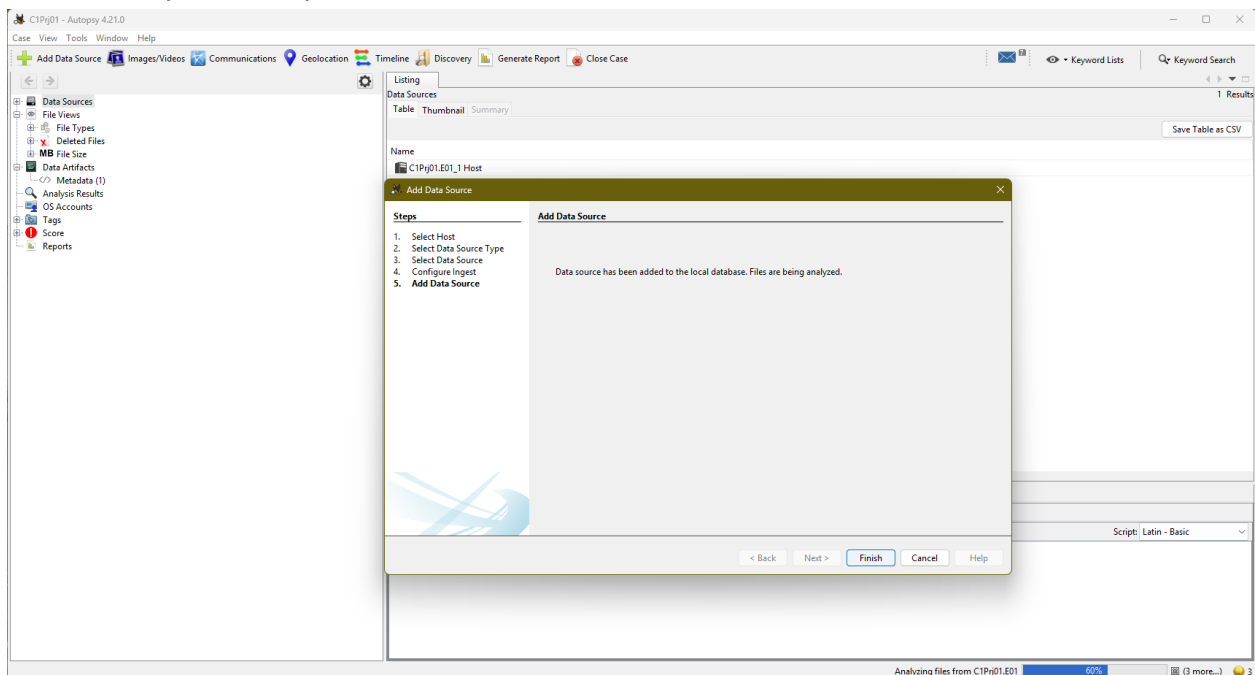 C1Prj01 - Autopsy 4.21.0
Case View Tools Window Help
Add Data Source Images/Videos Communications Geolocation Timeline Discovery Generate Report Close Case Keyword Lists Keyword Search
Listing
Data Sources 1 Results
Table Thumbnail Summary
Save Table as CSV
Name
C1Prj01.E01_1 Host
Data Sources
File Views
File Types
Deleted Files
MB File Size
Data Artifacts
Metadata (1)
Analysis Results
OS Accounts
Tags
Score
Reports
Add Data Source
Steps
1. Select Host
2. Select Data Source Type
3. Select Data Source
4. Configure Ingest
5. Add Data Source
Add Data Source
Data source has been added to the local database. Files are being analyzed.
< Back Next > Finish Cancel Help
Script: Latin - Basic
Analyzing files from C1Prj01.E01 60% (3 more...) 3